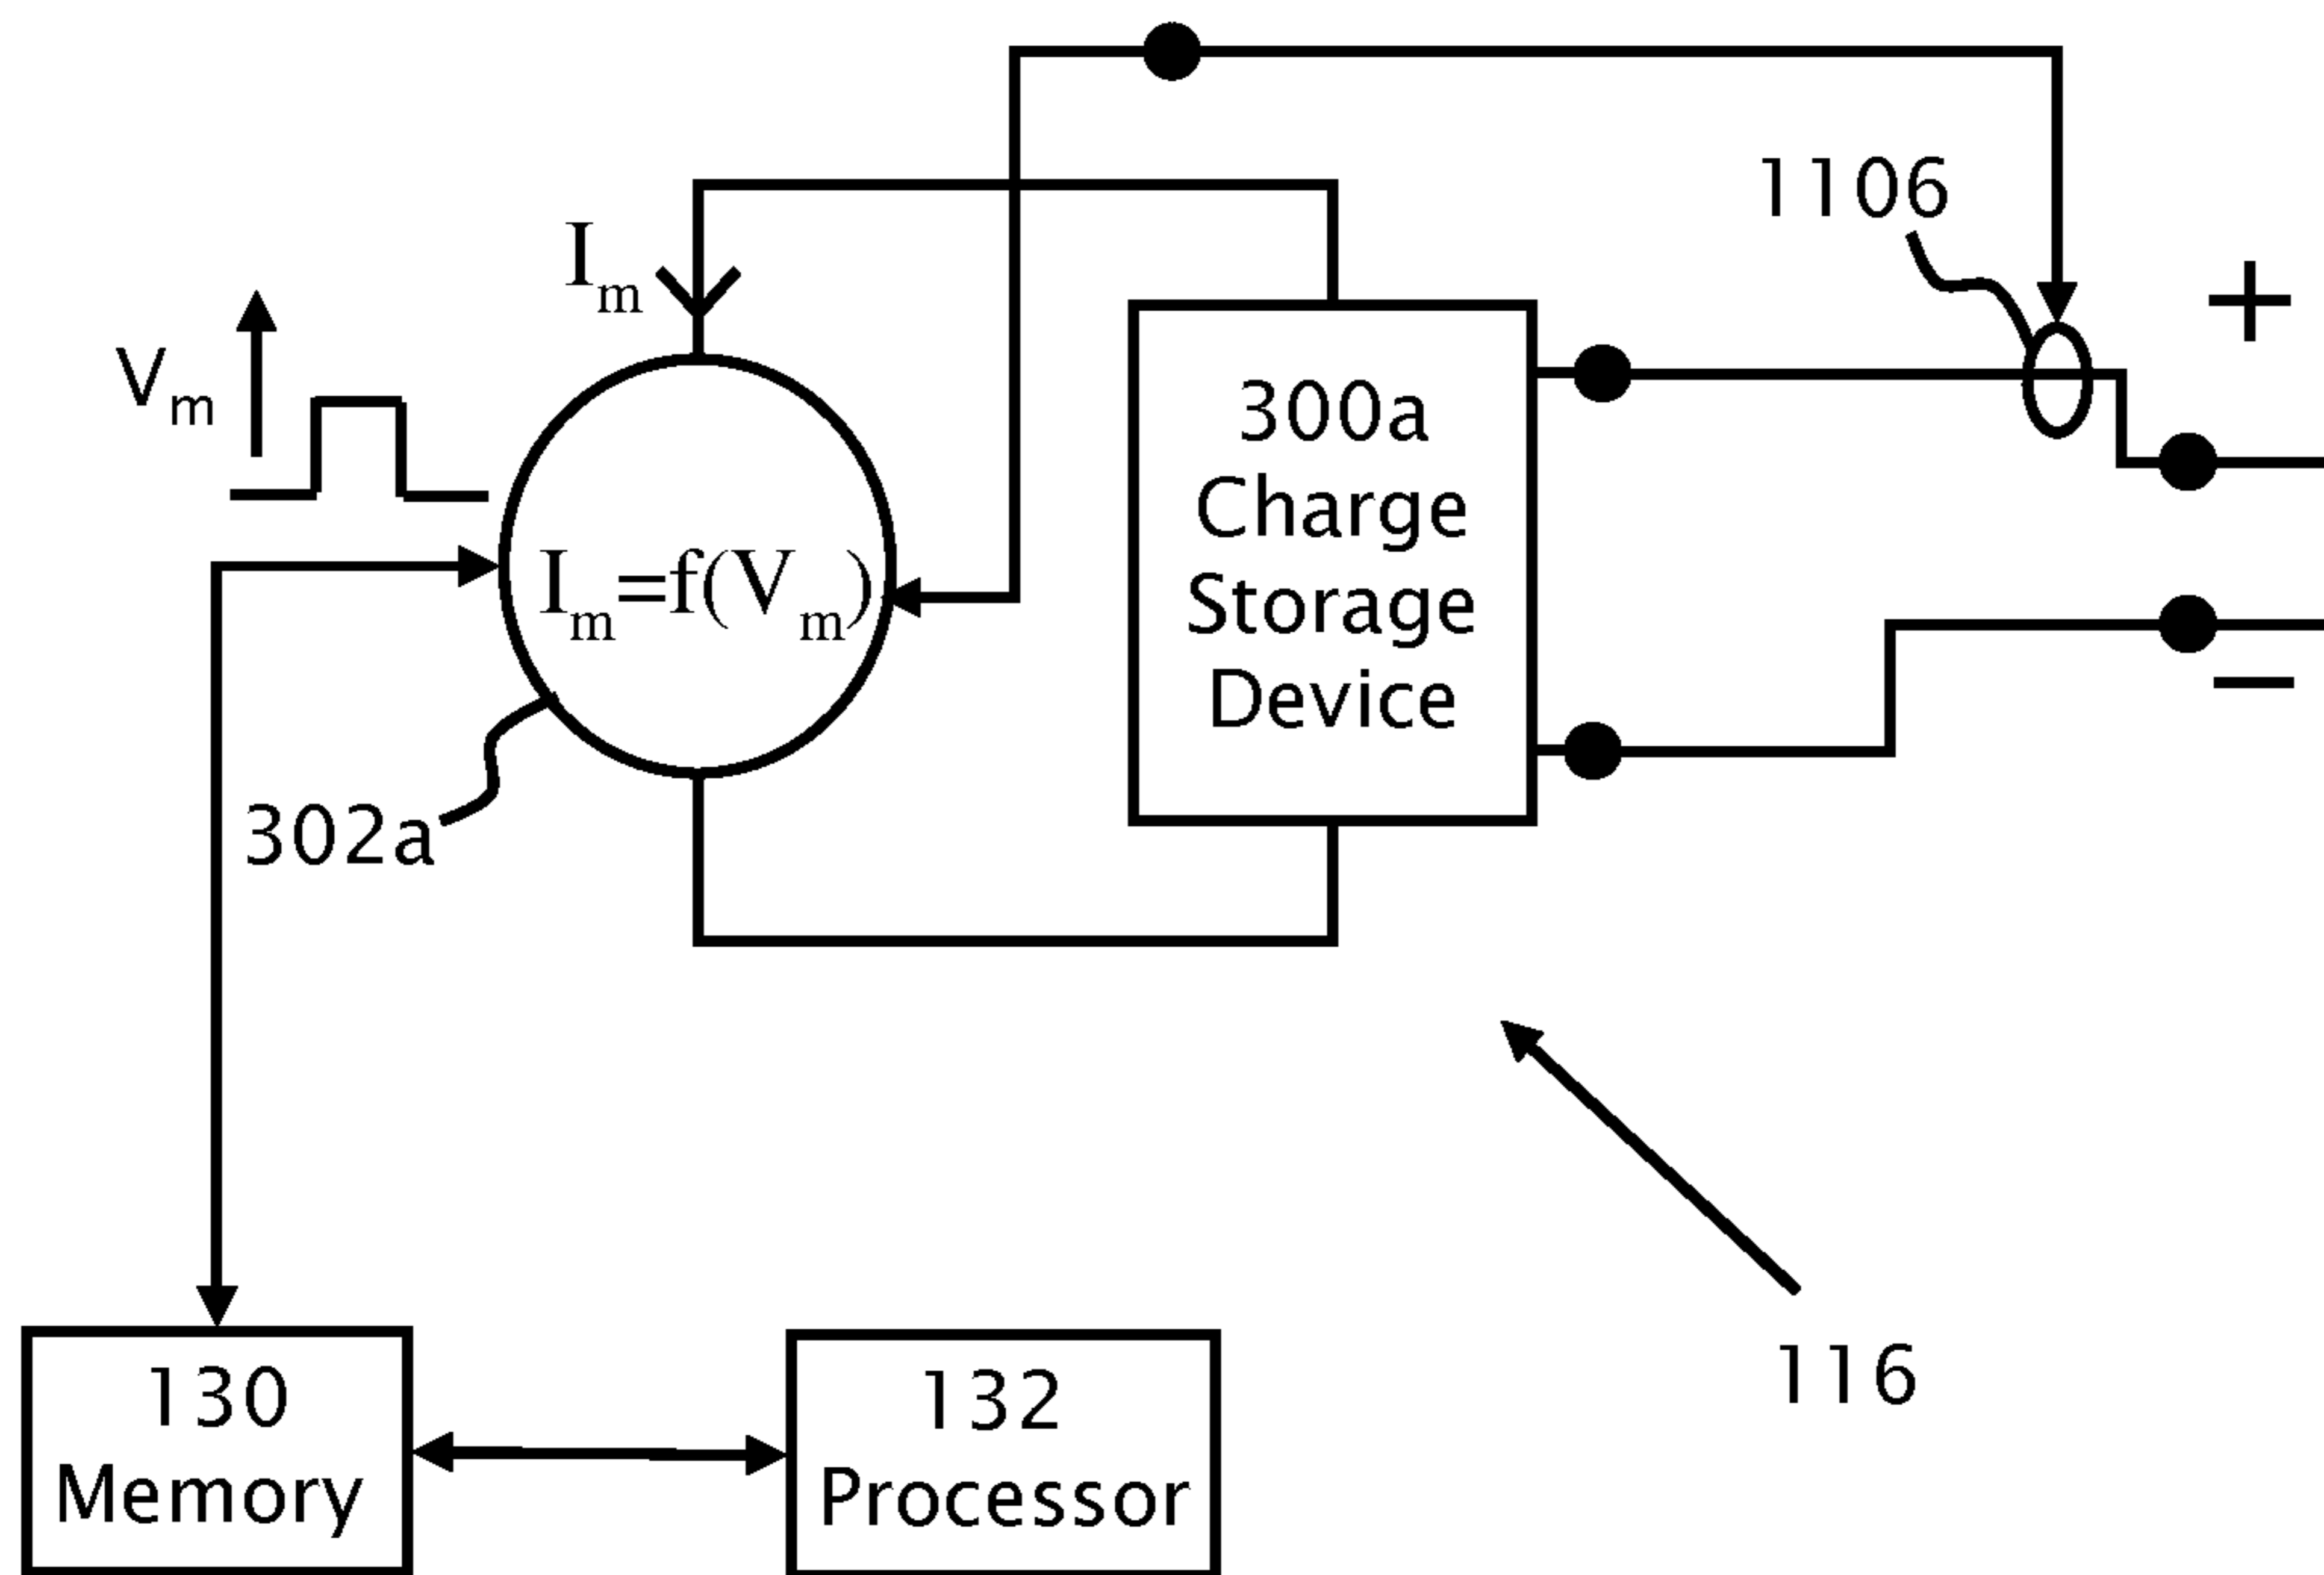 1106
+
I_m
V_m
300a
Charge
Storage
Device
I_m=f(V_m)
−
302a
116
130
Memory
132
Processor